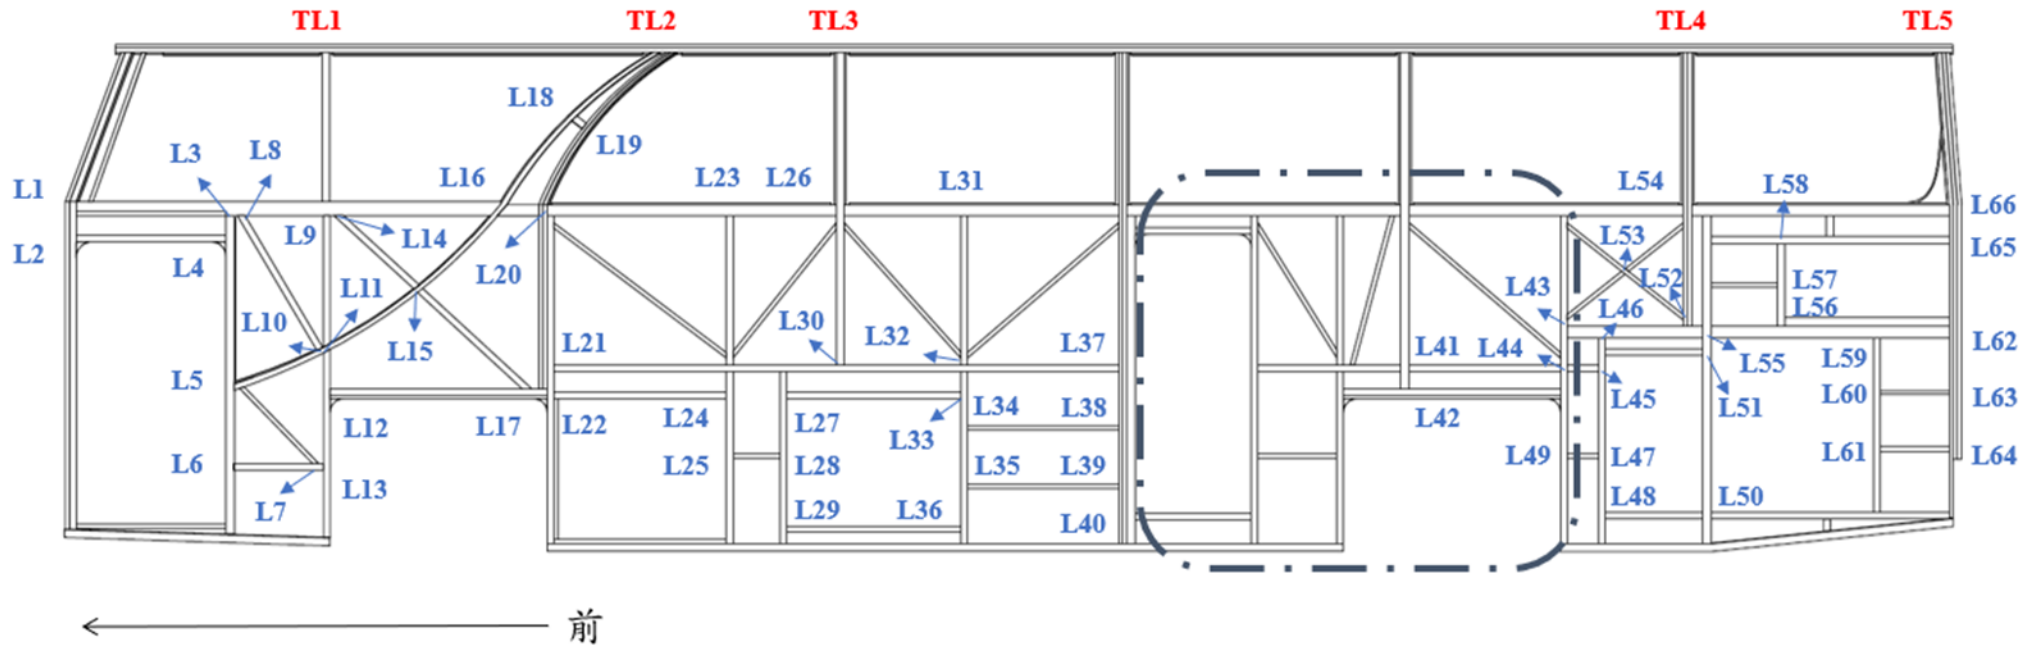 TL1 TL2 TL3 TL4 TL5
L18
L19
L3 L8
L1 L16 L23 L26 L31 L54 L58
L66
L9 L14 L53 L65
L2 L4 L20 L43 L52 L57
L11 L46 L56
L10 L30 L32
L15 L21 L37 L41 L44 L55 L59 L62
L5 L45 L51 L60 L63
L12 L17 L22 L24 L27 L33 L34 L38 L42
L6 L25 L28 L35 L39 L49 L47 L61 L64
L7 L13 L29 L36 L40 L48 L50
前